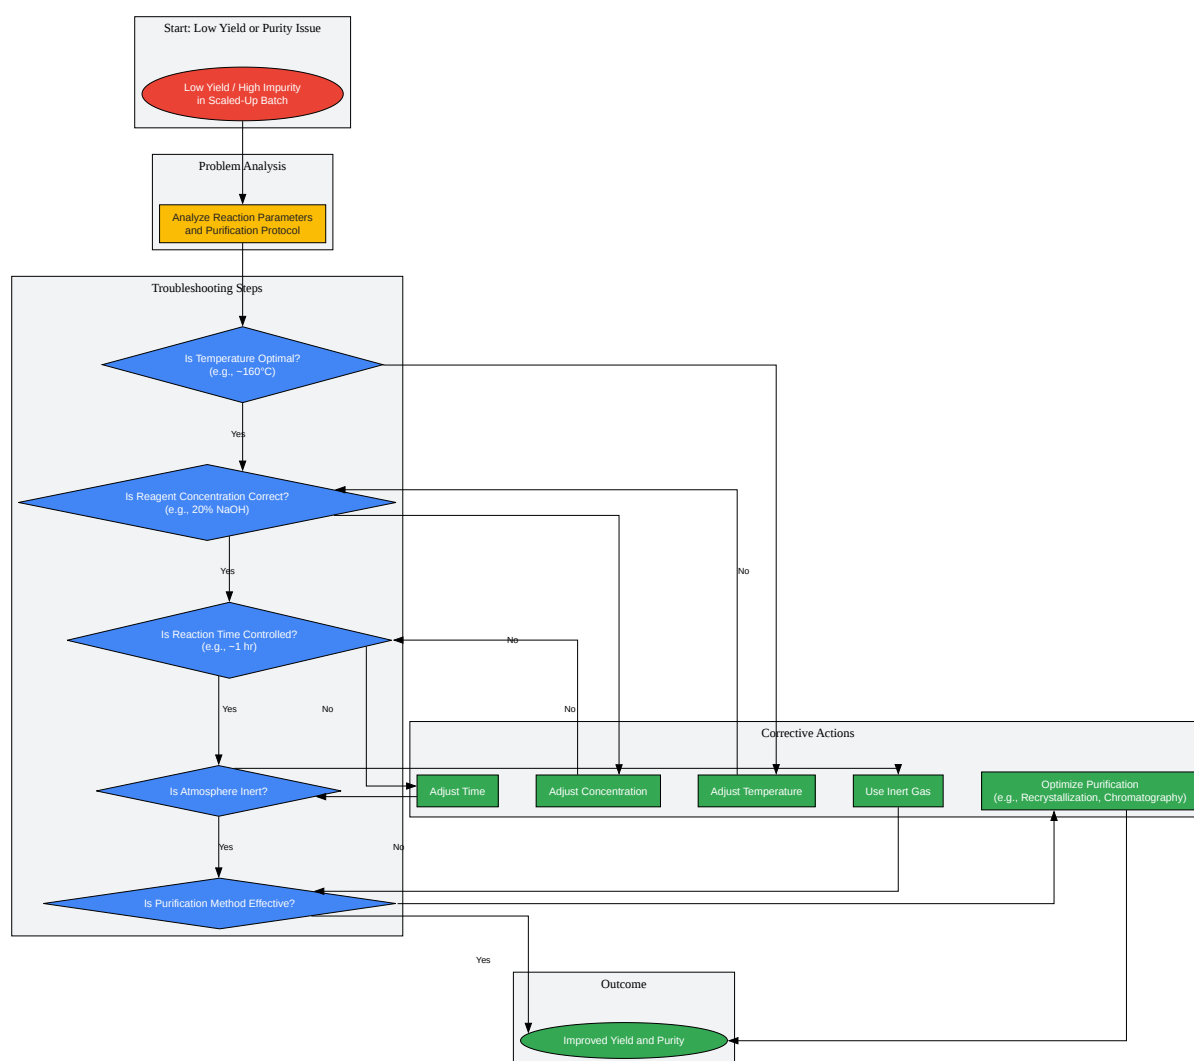 Start: Low Yield or Purity Issue
Low Yield / High Impurity
in Scaled-Up Batch
Problem Analysis
Analyze Reaction Parameters
and Purification Protocol
Troubleshooting Steps
Is Temperature Optimal?
(e.g., ~160°C)
Yes
Is Reagent Concentration Correct?
(e.g., 20% NaOH)
Yes
No
Is Reaction Time Controlled?
(e.g., ~1 hr)
No
Yes
No
No
Corrective Actions
Is Atmosphere Inert?
Adjust Time
Adjust Concentration
Adjust Temperature
Use Inert Gas
Optimize Purification
(e.g., Recrystallization, Chromatography)
Yes
No
Is Purification Method Effective?
Yes
Outcome
Improved Yield and Purity